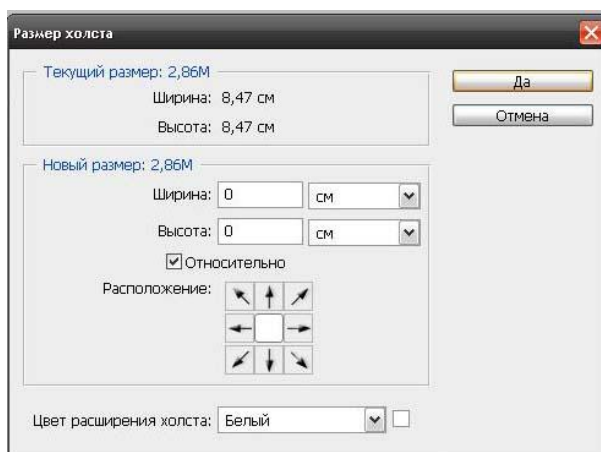 Размер холста
Текущий размер: 2,86M
Ширина: 8,47 см
Высота: 8,47 см
Да
Отмена
Новый размер: 2,86M
Ширина: 0 см
Высота: 0 см
Относительно
Расположение:
Цвет расширения холста: Белый